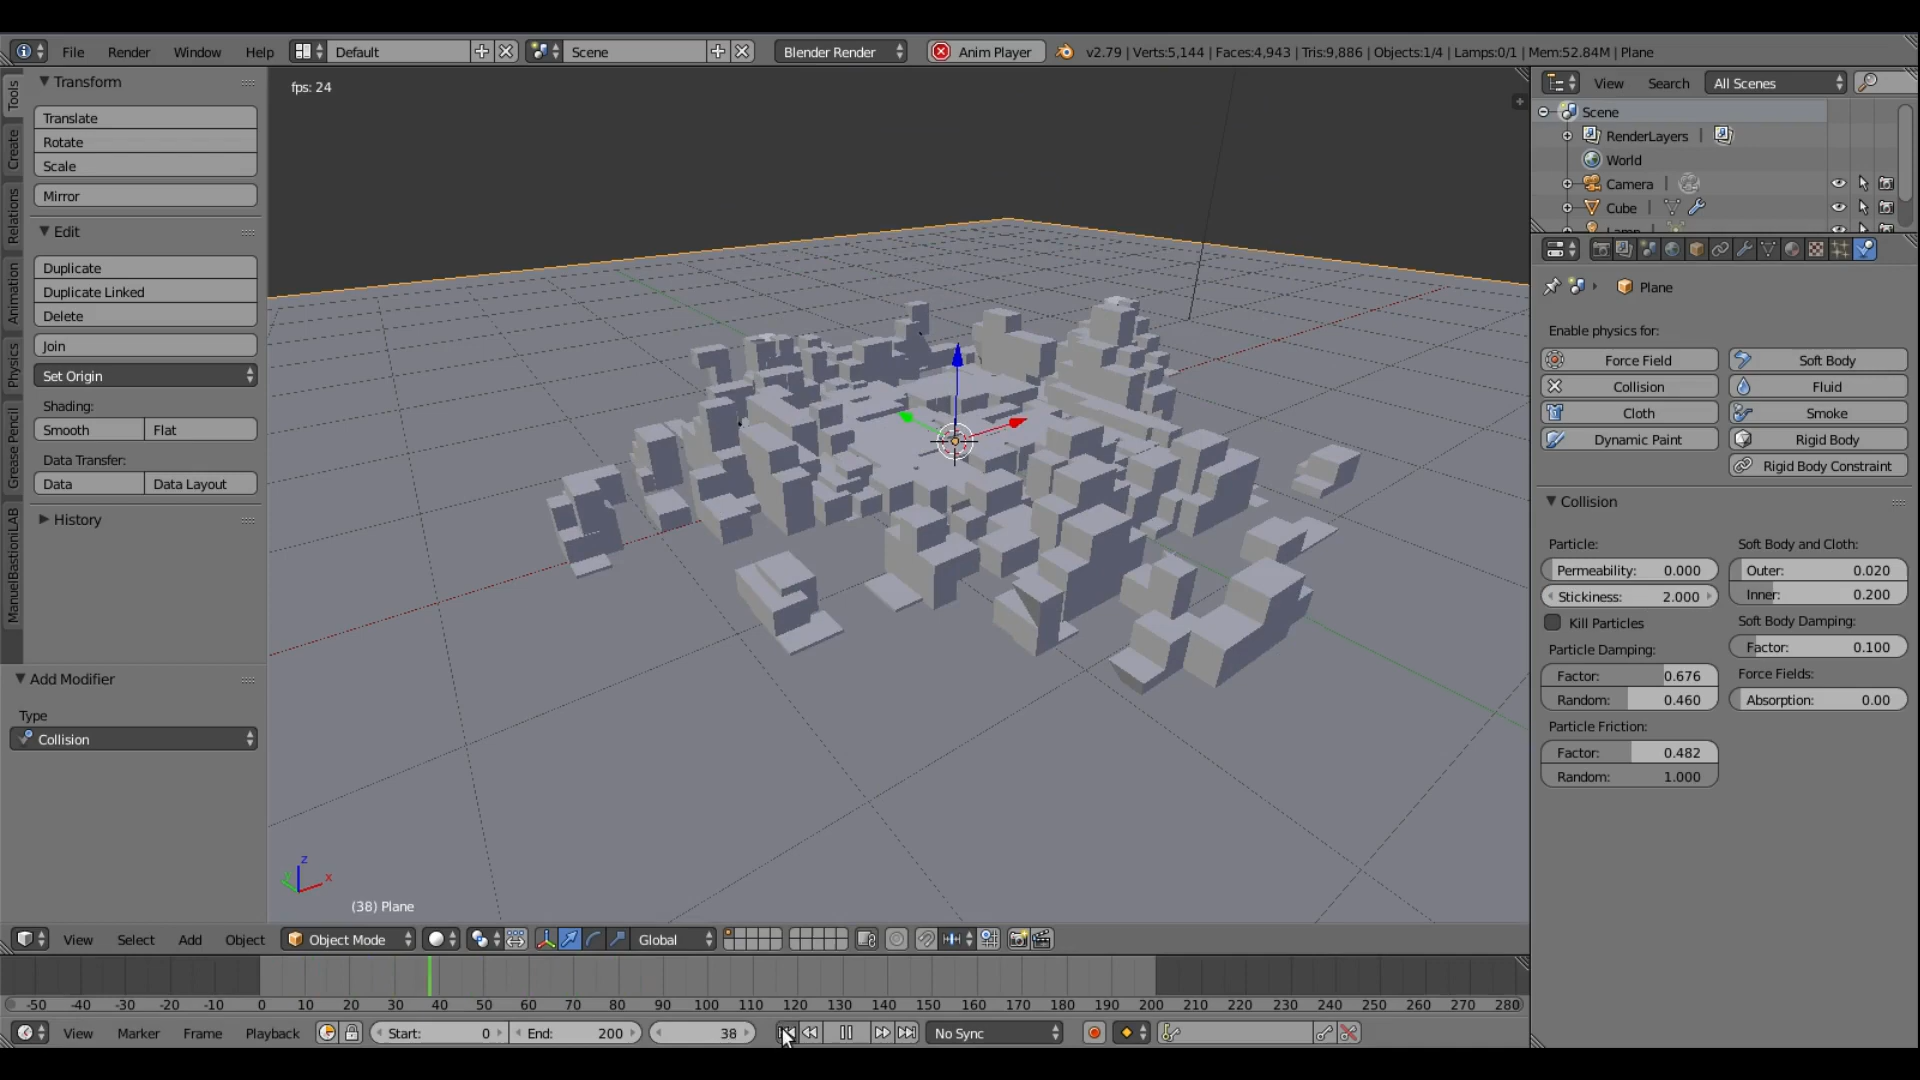 File Render Window Help Default Scene Blender Render Anim Player v2.79 | Verts:5,144 | Faces:4,943 | Tris:9,886 | Objects:1/4 | Lamps:0/1 | Mem:52.84M | Plane
Tools
Create
Relations
Animation
Physics
Grease Pencil
ManuelBastioniLAB
Transform
Translate
Rotate
Scale
Mirror
Edit
Duplicate
Duplicate Linked
Delete
Join
Set Origin
Shading:
Smooth Flat
Data Transfer:
Data Data Layout
History
Add Modifier
Type
Collision
fps: 24
z
x
(38) Plane
View Select Add Object Object Mode Global
-50 -40 -30 -20 -10 0 10 20 30 40 50 60 70 80 90 100 110 120 130 140 150 160 170 180 190 200 210 220 230 240 250 260 270 280
View Marker Frame Playback Start: 0 End: 200 38 No Sync
View Search All Scenes
Scene
RenderLayers |
World
Camera |
Cube |
Lamp
Plane
Enable physics for:
Force Field Soft Body
Collision Fluid
Cloth Smoke
Dynamic Paint Rigid Body
Rigid Body Constraint
Collision
Particle:
Permeability: 0.000
Stickiness: 2.000
Kill Particles
Particle Damping:
Factor: 0.676
Random: 0.460
Particle Friction:
Factor: 0.482
Random: 1.000
Soft Body and Cloth:
Outer: 0.020
Inner: 0.200
Soft Body Damping:
Factor: 0.100
Force Fields:
Absorption: 0.00